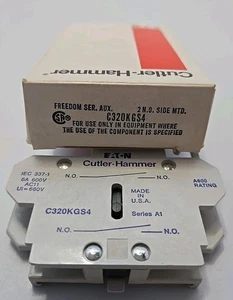 Cutler-Hammer
FREEDOM SER. AUX. 2 N.O. SIDE MTD.
C320KGS4
FOR USE ONLY IN EQUIPMENT WHERE
THE USE OF THE COMPONENT IS SPECIFIED
EATON
Cutler-Hammer
IEC 337-1
6A 600V
AC11
Ui=660V
A600
RATING
N.O. N.O.
MADE IN
U.S.A.
C320KGS4 Series A1
N.O. N.O.